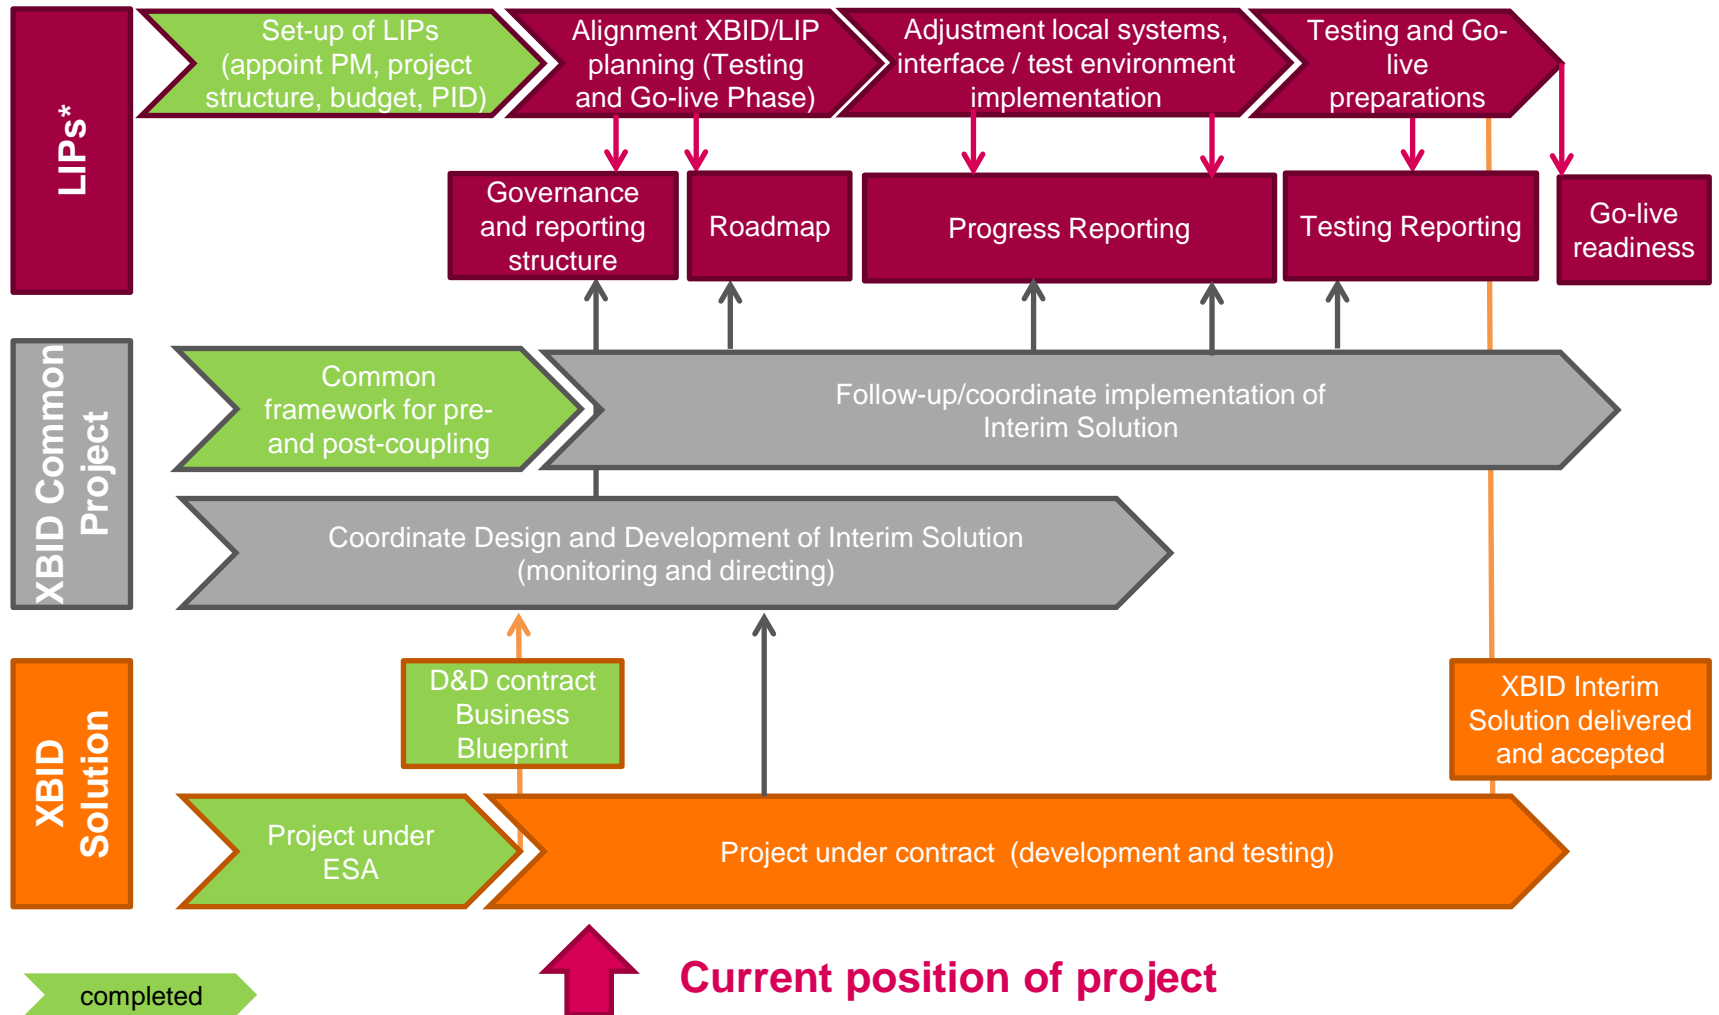 LIPs*
Set-up of LIPs
(appoint PM, project
structure, budget, PID)
Alignment XBID/LIP
planning (Testing
and Go-live Phase)
Adjustment local systems,
interface / test environment
implementation
Testing and Go-
live
preparations
Governance
and reporting
structure
Roadmap
Progress Reporting
Testing Reporting
Go-live
readiness
XBID Common
Project
Common
framework for pre-
and post-coupling
Follow-up/coordinate implementation of
Interim Solution
Coordinate Design and Development of Interim Solution
(monitoring and directing)
XBID
Solution
D&D contract
Business
Blueprint
XBID Interim
Solution delivered
and accepted
Project under
ESA
Project under contract (development and testing)
Current position of project
completed